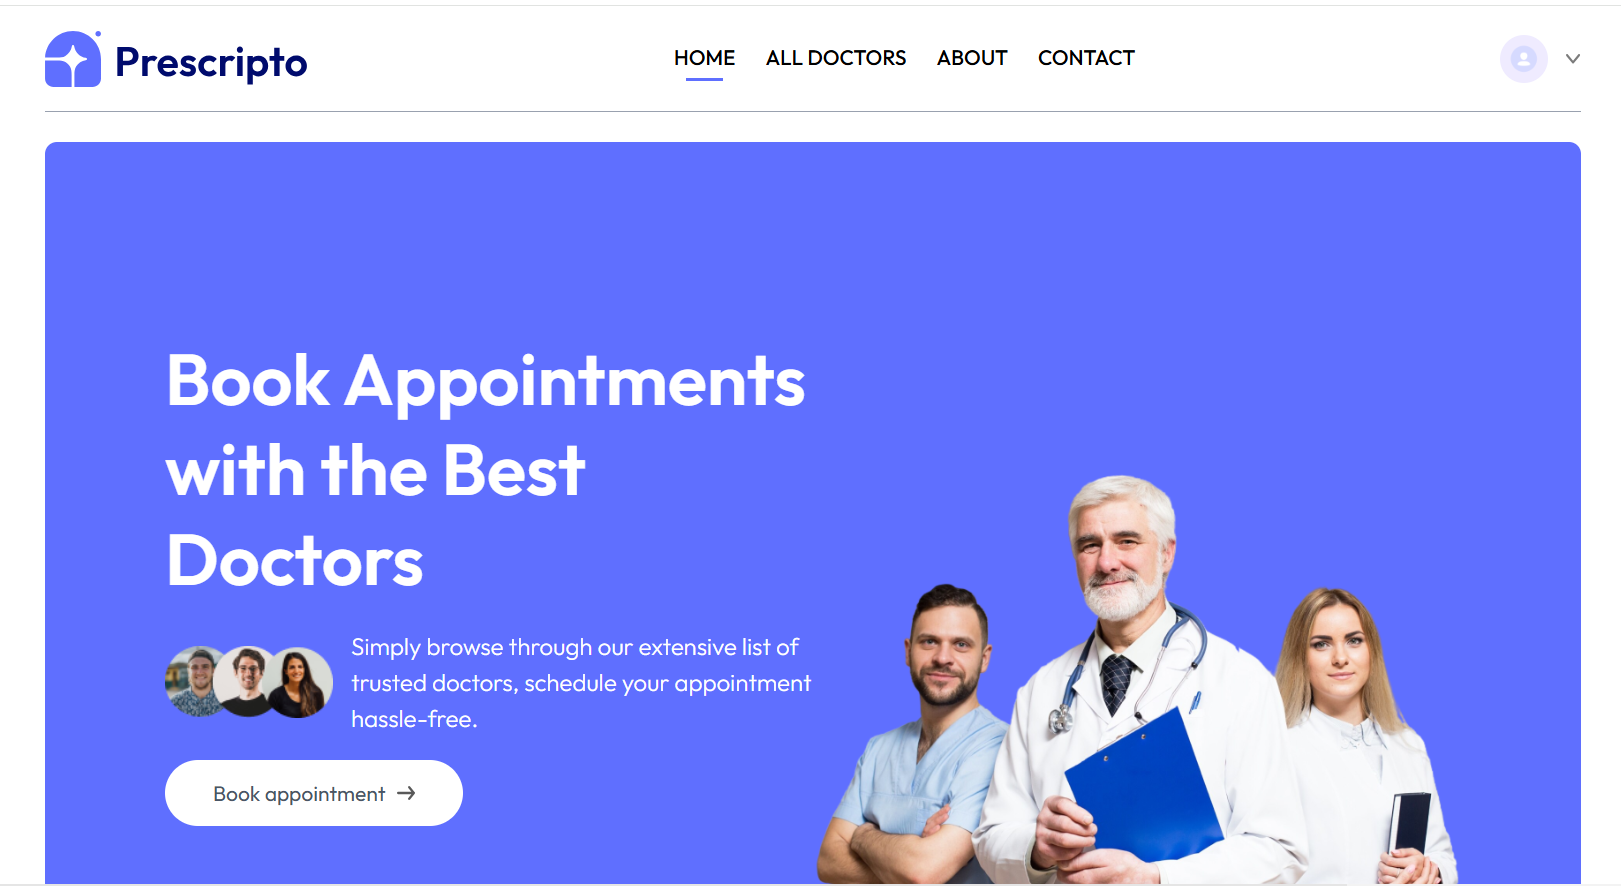 Prescripto
HOME
ALL DOCTORS
ABOUT
CONTACT
Book Appointments
with the Best
Doctors
Simply browse through our extensive list of
trusted doctors, schedule your appointment
hassle-free.
Book appointment →